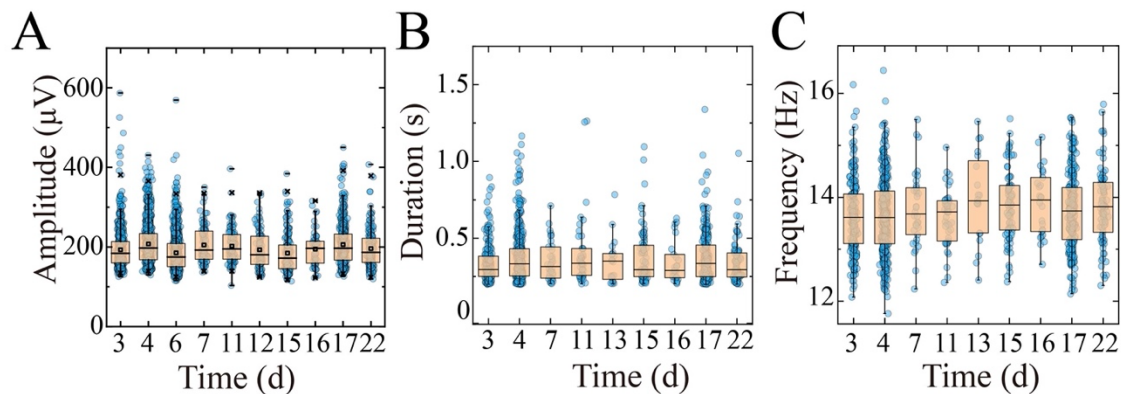 A
B
C
Amplitude (μV)
600
400
200
0
3 4 6 7 11 12 15 16 17 22
Time (d)
Duration (s)
1.5
1.0
0.5
0
3 4 7 11 13 15 16 17 22
Time (d)
Frequency (Hz)
16
14
12
3 4 7 11 13 15 16 17 22
Time (d)